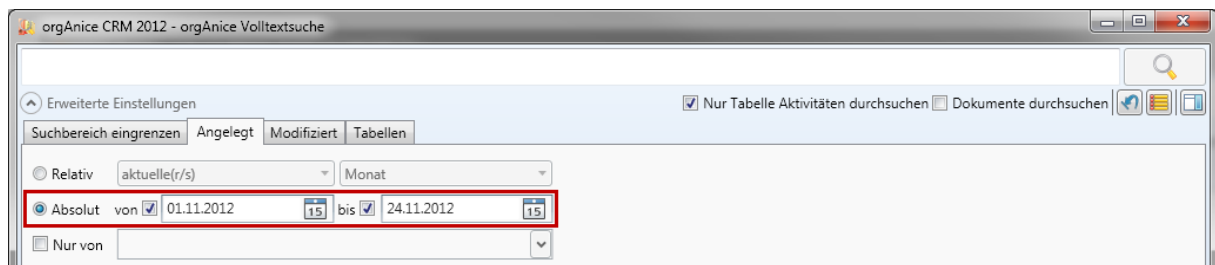 orgAnice CRM 2012 - orgAnice Volltextsuche
Erweiterte Einstellungen Nur Tabelle Aktivitäten durchsuchen Dokumente durchsuchen
Suchbereich eingrenzen Angelegt Modifiziert Tabellen
Relativ aktuelle(r/s) Monat
Absolut von 01.11.2012 15 bis 24.11.2012 15
Nur von